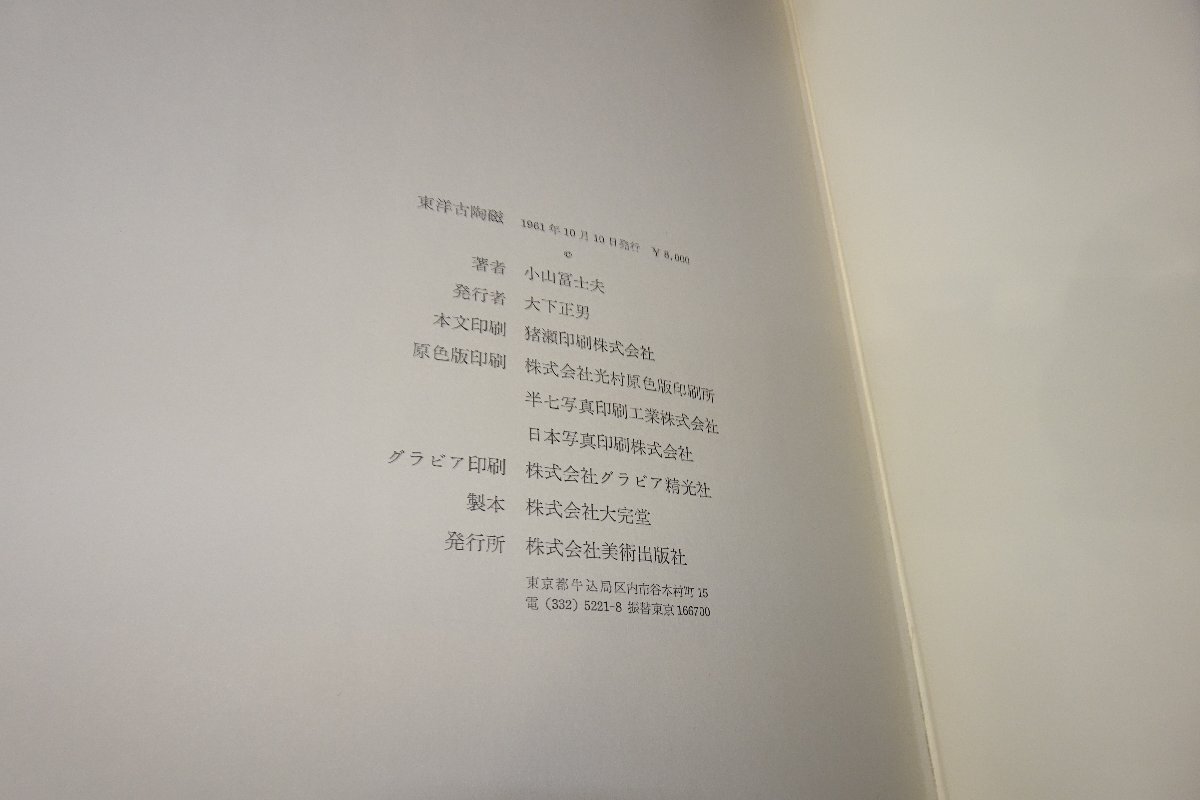 東洋古陶磁 1961年10月10日発行 ¥8,000
©
著者 小山冨士夫
発行者 大下正男
本文印刷 猪瀬印刷株式会社
原色版印刷 株式会社光村原色版印刷所
半七写真印刷工業株式会社
日本写真印刷株式会社
グラビア印刷 株式会社グラビア精光社
製本 株式会社大完堂
発行所 株式会社美術出版社
東京都牛込局区内市谷本村町15
電 (332) 5221-8 振替東京166700